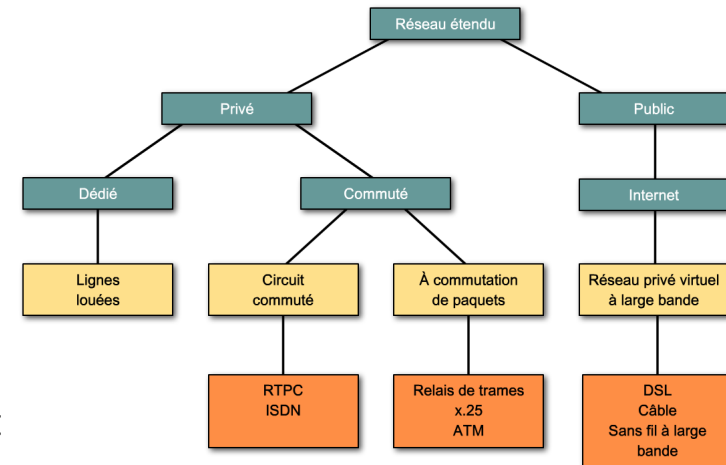 Réseau étendu
Privé
Public
Dédié
Commuté
Internet
Lignes
louées
Circuit
commuté
À commutation
de paquets
Réseau privé virtuel
à large bande
RTPC
ISDN
Relais de trames
x.25
ATM
DSL
Câble
Sans fil à large
bande